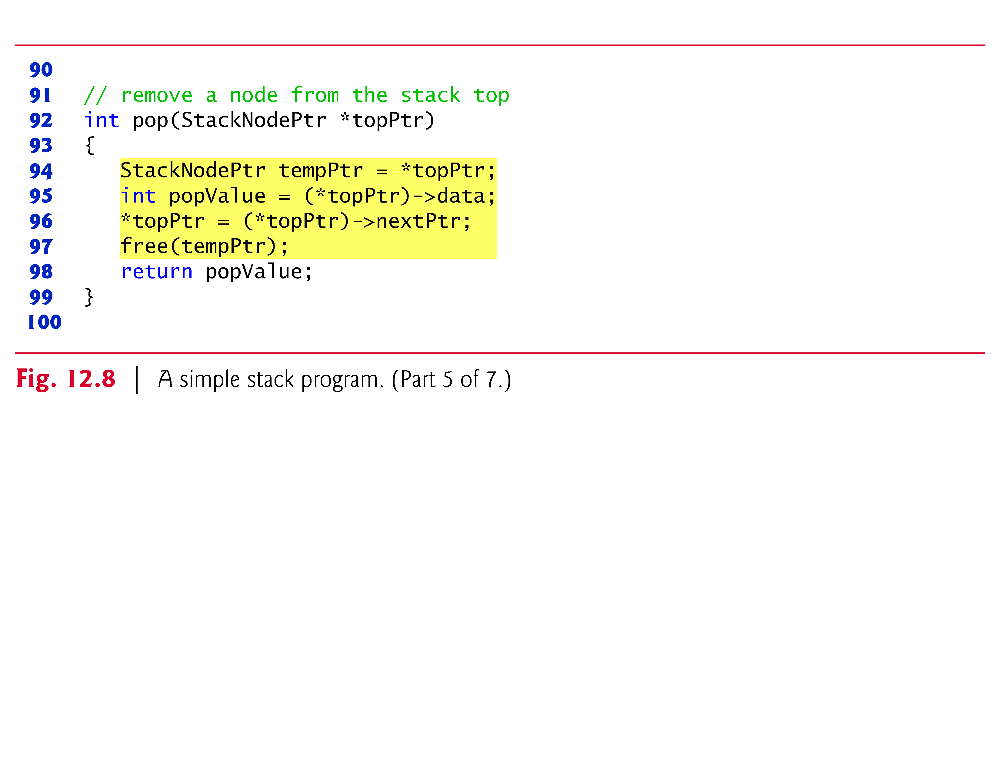 90
91 // remove a node from the stack top
92 int pop(StackNodePtr *topPtr)
93 {
94    StackNodePtr tempPtr = *topPtr;
95    int popValue = (*topPtr)->data;
96    *topPtr = (*topPtr)->nextPtr;
97    free(tempPtr);
98    return popValue;
99 }
100
Fig. 12.8 | A simple stack program. (Part 5 of 7.)